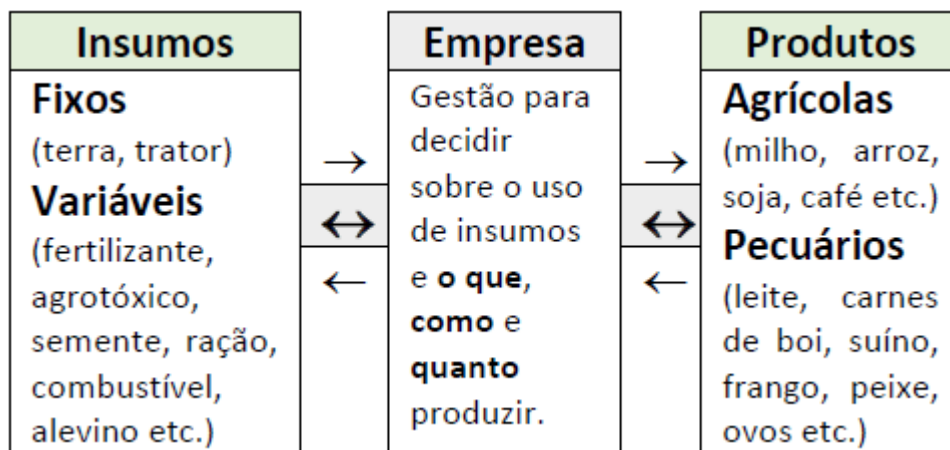 Insumos
Fixos
(terra, trator)
Variáveis
(fertilizante,
agrotóxico,
semente, ração,
combustível,
alevino etc.)
→
↔
←
Empresa
Gestão para
decidir
sobre o uso
de insumos
e o que,
como e
quanto
produzir.
→
↔
←
Produtos
Agrícolas
(milho, arroz,
soja, café etc.)
Pecuários
(leite, carnes
de boi, suíno,
frango, peixe,
ovos etc.)